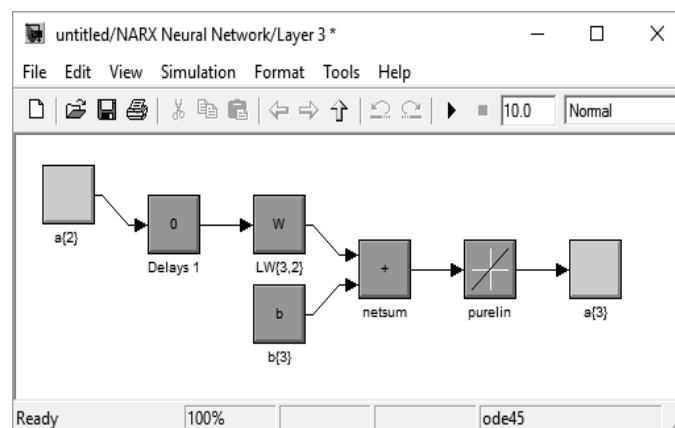 untitled/NARX Neural Network/Layer 3 *
File Edit View Simulation Format Tools Help
10.0 Normal
a{2}
0
Delays 1
W
LW{3,2}
b
b{3}
+
netsum
purelin
a{3}
Ready 100% ode45